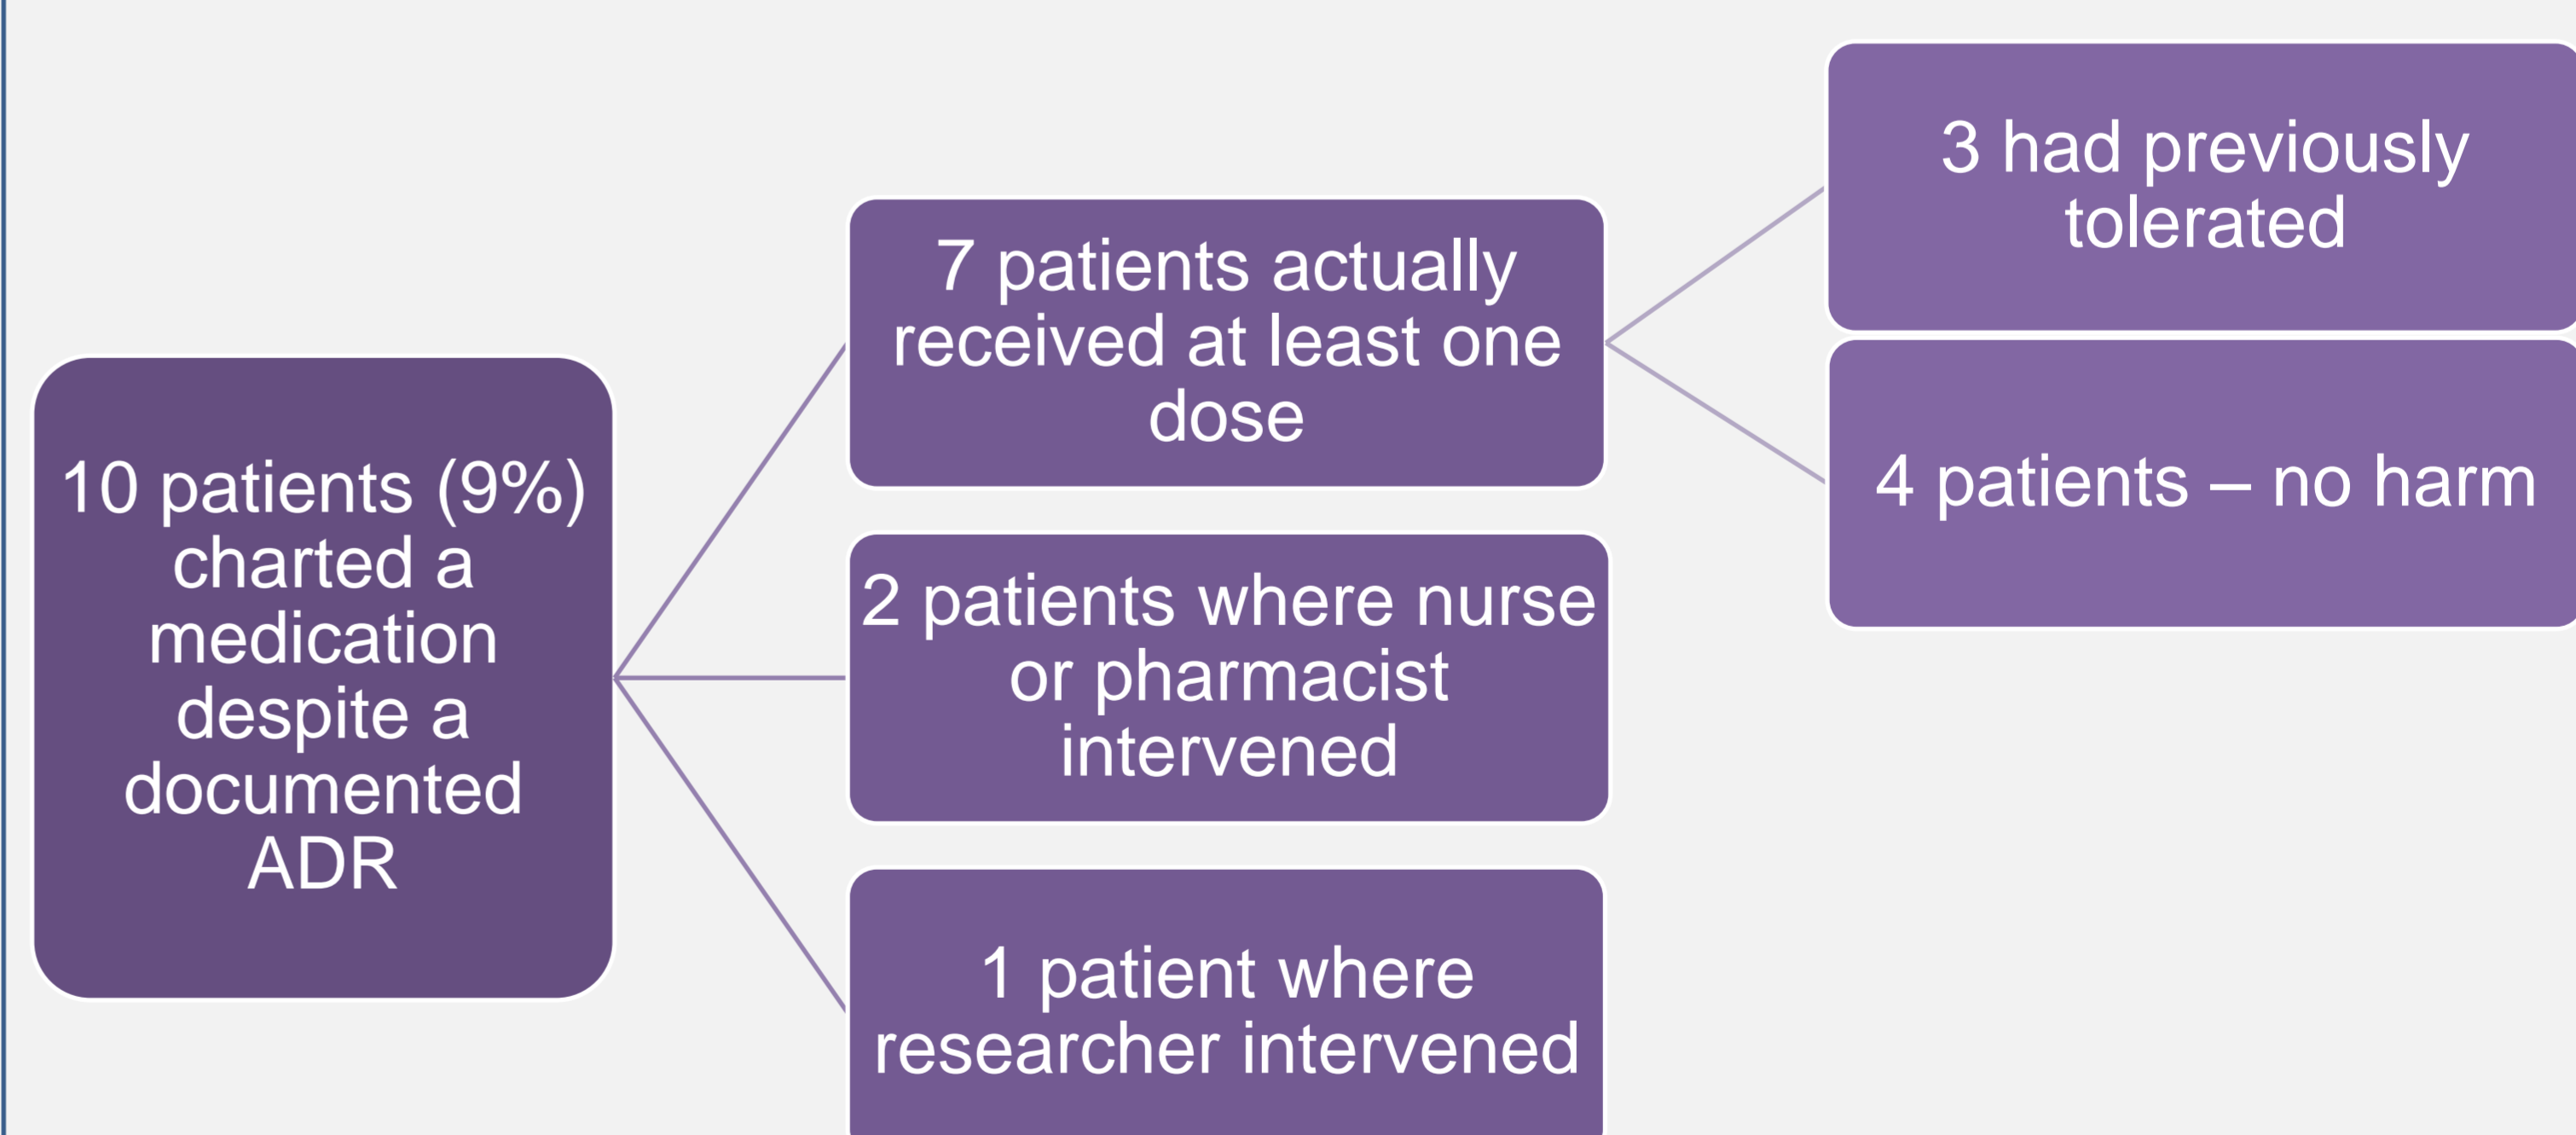 10 patients (9%)
charted a
medication
despite a
documented
ADR
7 patients actually
received at least one
dose
2 patients where nurse
or pharmacist
intervened
1 patient where
researcher intervened
3 had previously
tolerated
4 patients – no harm